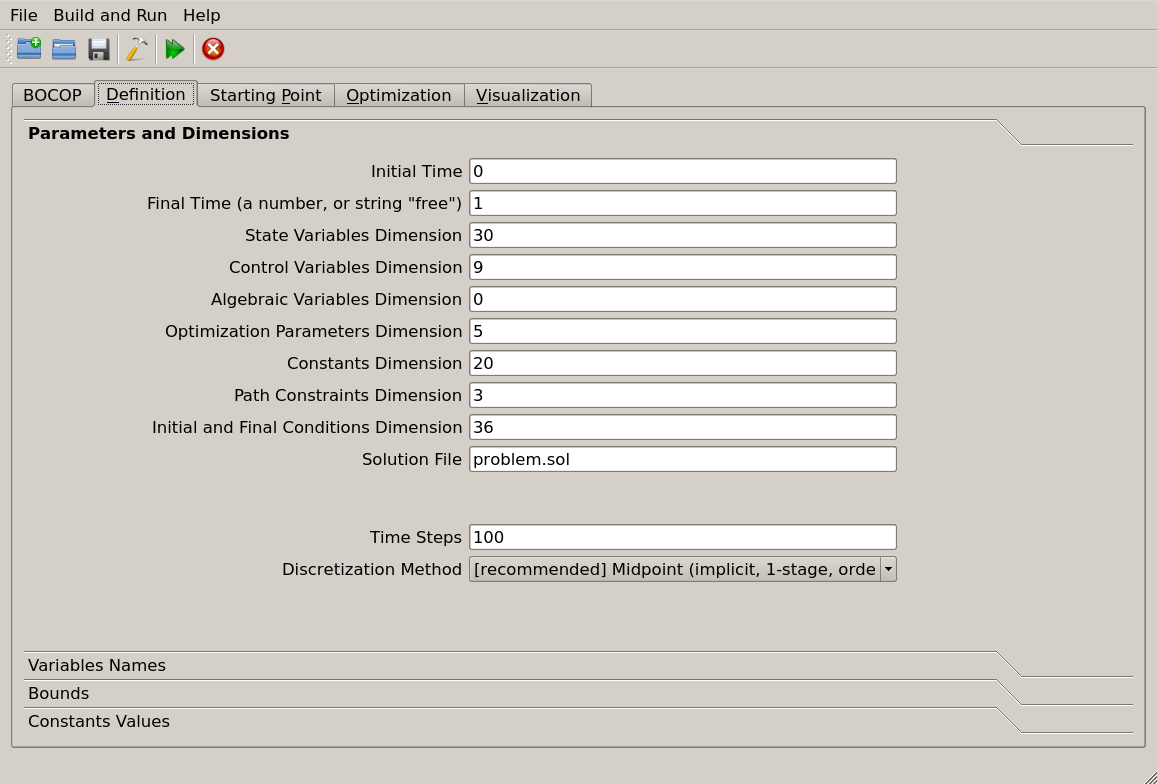 File Build and Run Help
BOCOP Definition Starting Point Optimization Visualization
Parameters and Dimensions
Initial Time 0
Final Time (a number, or string "free") 1
State Variables Dimension 30
Control Variables Dimension 9
Algebraic Variables Dimension 0
Optimization Parameters Dimension 5
Constants Dimension 20
Path Constraints Dimension 3
Initial and Final Conditions Dimension 36
Solution File problem.sol
Time Steps 100
Discretization Method [recommended] Midpoint (implicit, 1-stage, orde
Variables Names
Bounds
Constants Values